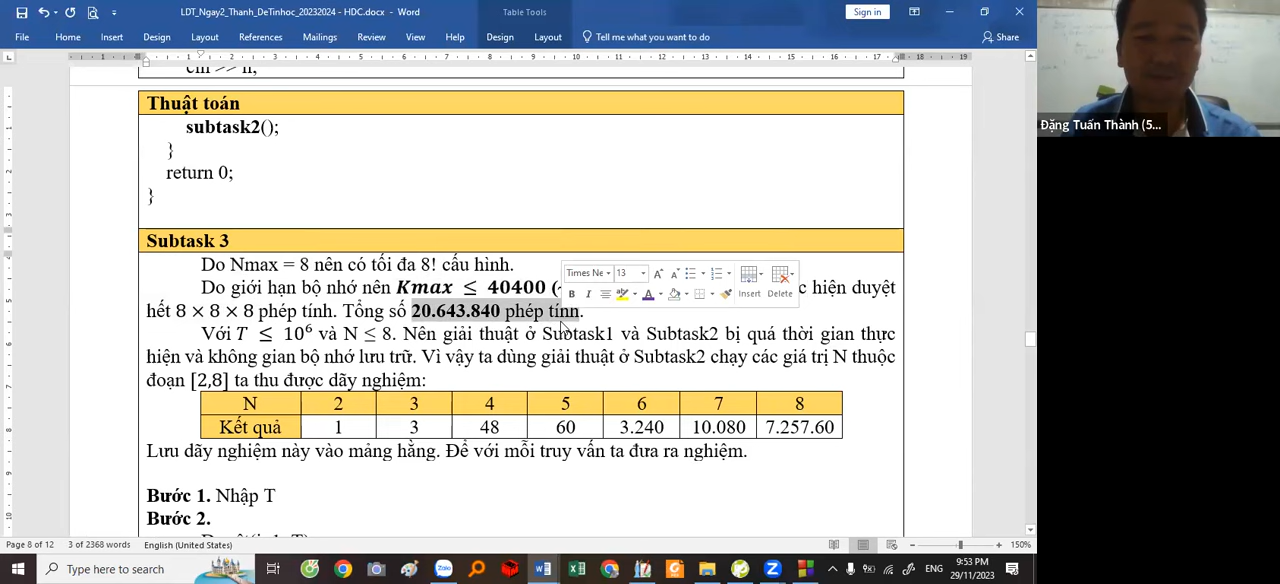 LDT_Ngay2_Thanh_DeTinhoc_20232024 - HDC.docx - Word
Table Tools
Sign in
File Home Insert Design Layout References Mailings Review View Help Design Layout Tell me what you want to do Share
Thuật toán
subtask2();
}
return 0;
}
Subtask 3
Do Nmax = 8 nên có tối đa 8! cấu hình.
Do giới hạn bộ nhớ nên Kmax ≤ 40400 ( hiện duyệt
hết 8 × 8 × 8 phép tính. Tổng số 20.643.840 phép tính.
Với T ≤ 10⁶ và N ≤ 8. Nên giải thuật ở Subtask1 và Subtask2 bị quá thời gian thực
hiện và không gian bộ nhớ lưu trữ. Vì vậy ta dùng giải thuật ở Subtask2 chạy các giá trị N thuộc
đoạn [2,8] ta thu được dãy nghiệm:
N 2 3 4 5 6 7 8
Kết quả 1 3 48 60 3.240 10.080 7.257.60
Lưu dãy nghiệm này vào mảng hằng. Để với mỗi truy vấn ta đưa ra nghiệm.
Bước 1. Nhập T
Bước 2.
Times Ne 13
Insert Delete
Đặng Tuấn Thành (5...
Page 8 of 12 3 of 2368 words English (United States) 150%
Type here to search
ENG
9:53 PM
29/11/2023